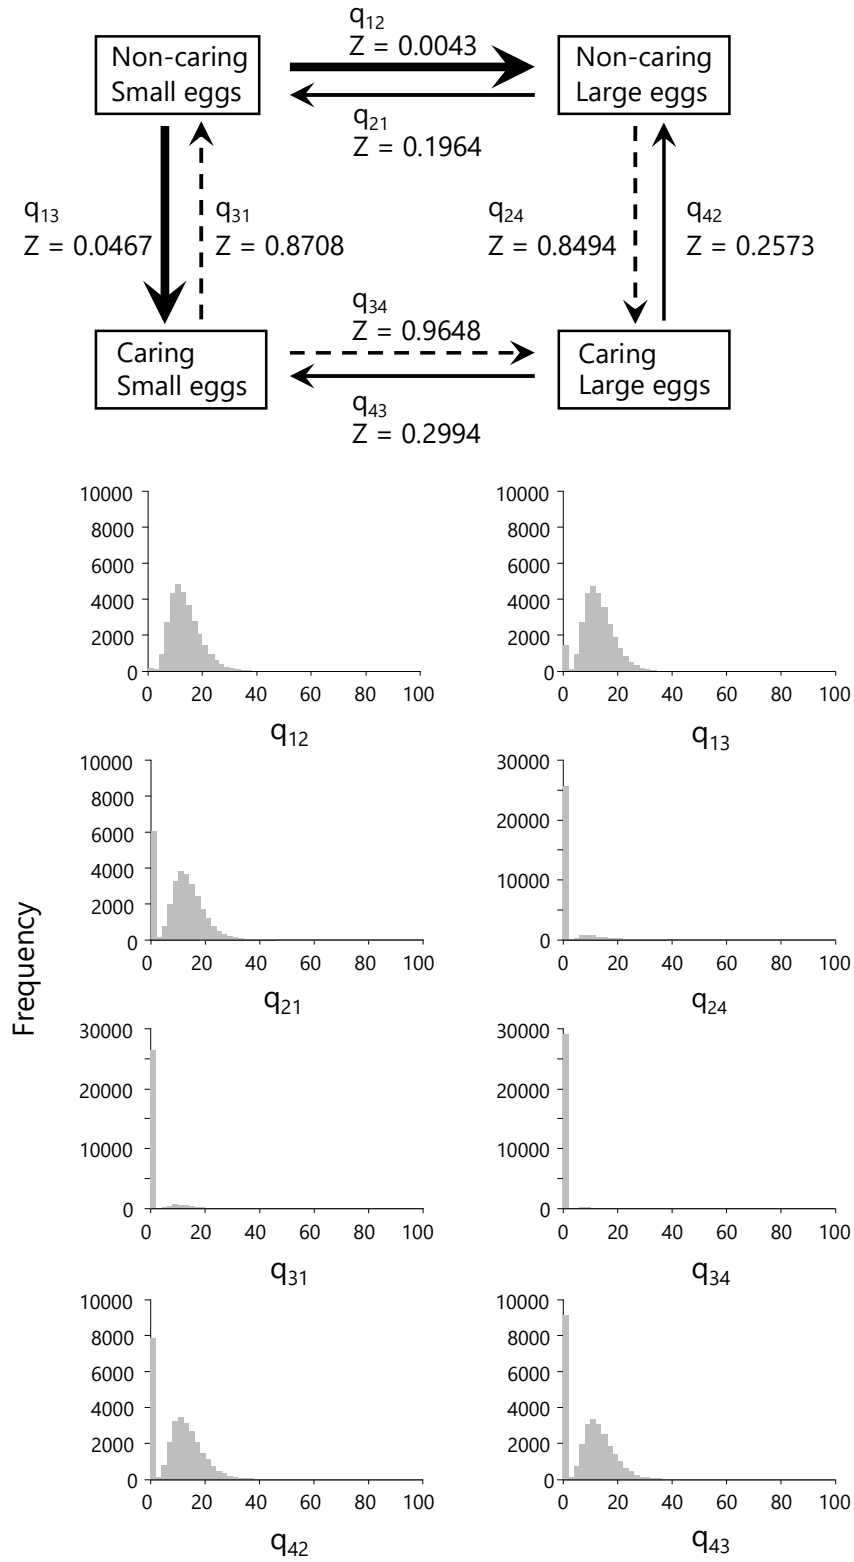 q12
Z = 0.0043
Non-caring
Small eggs
Non-caring
Large eggs
q21
Z = 0.1964
q13
Z = 0.0467
q31
Z = 0.8708
q24
Z = 0.8494
q42
Z = 0.2573
q34
Z = 0.9648
Caring
Small eggs
Caring
Large eggs
q43
Z = 0.2994
Frequency
10000
8000
6000
4000
2000
0
0 20 40 60 80 100
q12
10000
8000
6000
4000
2000
0
0 20 40 60 80 100
q13
10000
8000
6000
4000
2000
0
0 20 40 60 80 100
q21
30000
20000
10000
0
0 20 40 60 80 100
q24
30000
20000
10000
0
0 20 40 60 80 100
q31
30000
20000
10000
0
0 20 40 60 80 100
q34
10000
8000
6000
4000
2000
0
0 20 40 60 80 100
q42
10000
8000
6000
4000
2000
0
0 20 40 60 80 100
q43